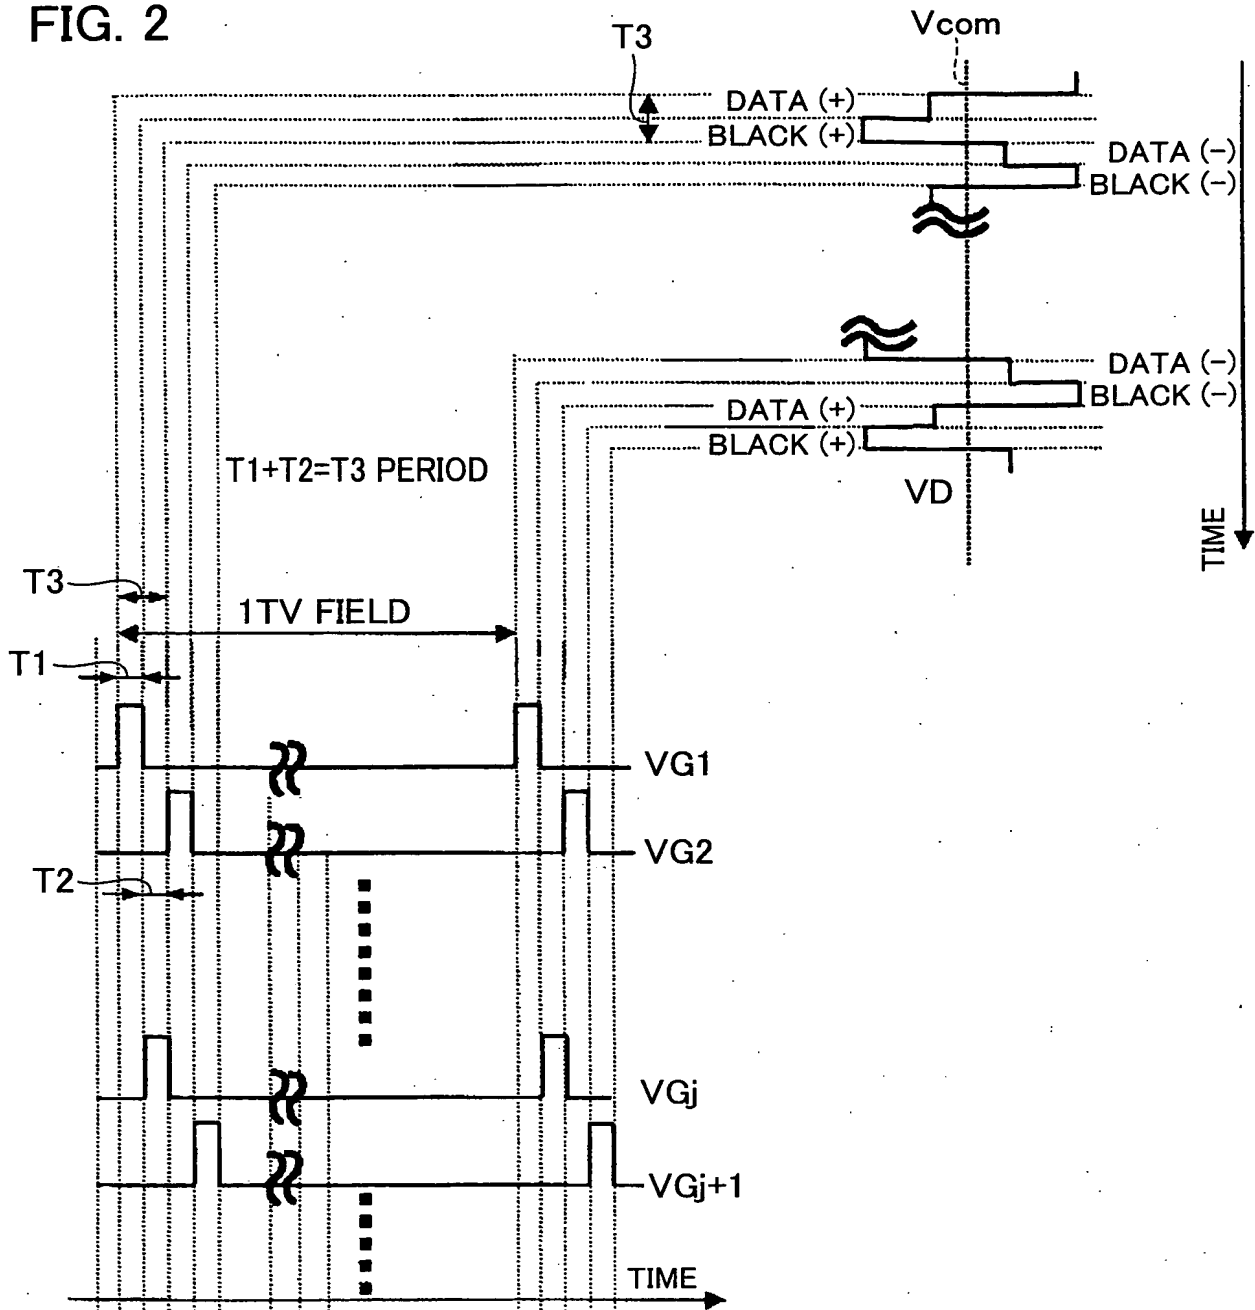 FIG. 2
T3
Vcom
DATA (+)
BLACK (+)
DATA (−)
BLACK (−)
DATA (−)
BLACK (−)
DATA (+)
BLACK (+)
T1+T2=T3 PERIOD
VD
TIME
T3
1TV FIELD
T1
VG1
VG2
T2
VGj
VGj+1
TIME